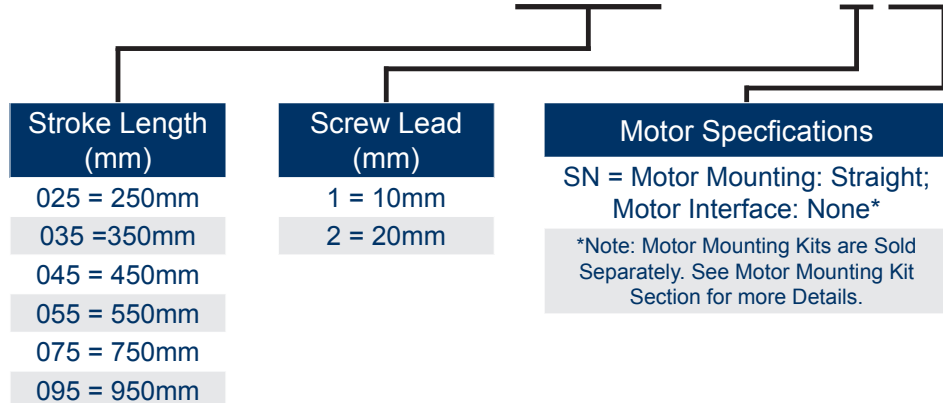 Stroke Length
(mm)
025 = 250mm
035 =350mm
045 = 450mm
055 = 550mm
075 = 750mm
095 = 950mm
Screw Lead
(mm)
1 = 10mm
2 = 20mm
Motor Specfications
SN = Motor Mounting: Straight;
Motor Interface: None*
*Note: Motor Mounting Kits are Sold
Separately. See Motor Mounting Kit
Section for more Details.